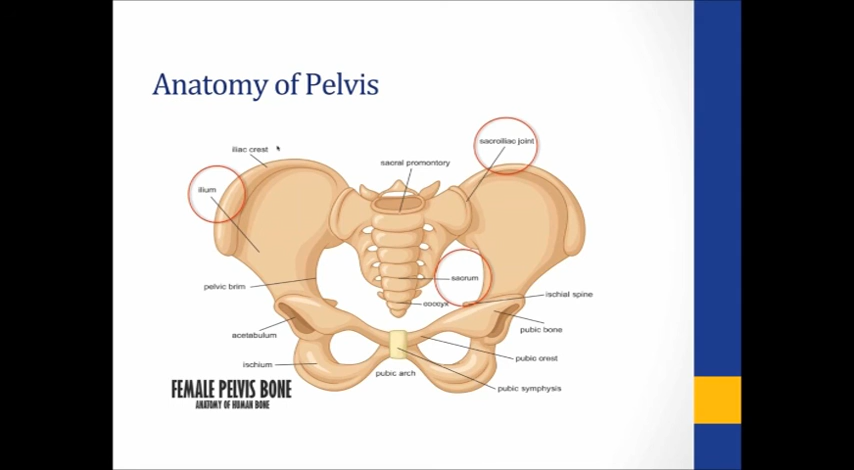 Anatomy of Pelvis
iliac crest
sacroiliac joint
sacral promontory
ilium
sacrum
pelvic brim
ischial spine
coccyx
pubic bone
acetabulum
pubic crest
ischium
pubic arch
pubic symphysis
FEMALE PELVIS BONE
ANATOMY OF HUMAN BONE